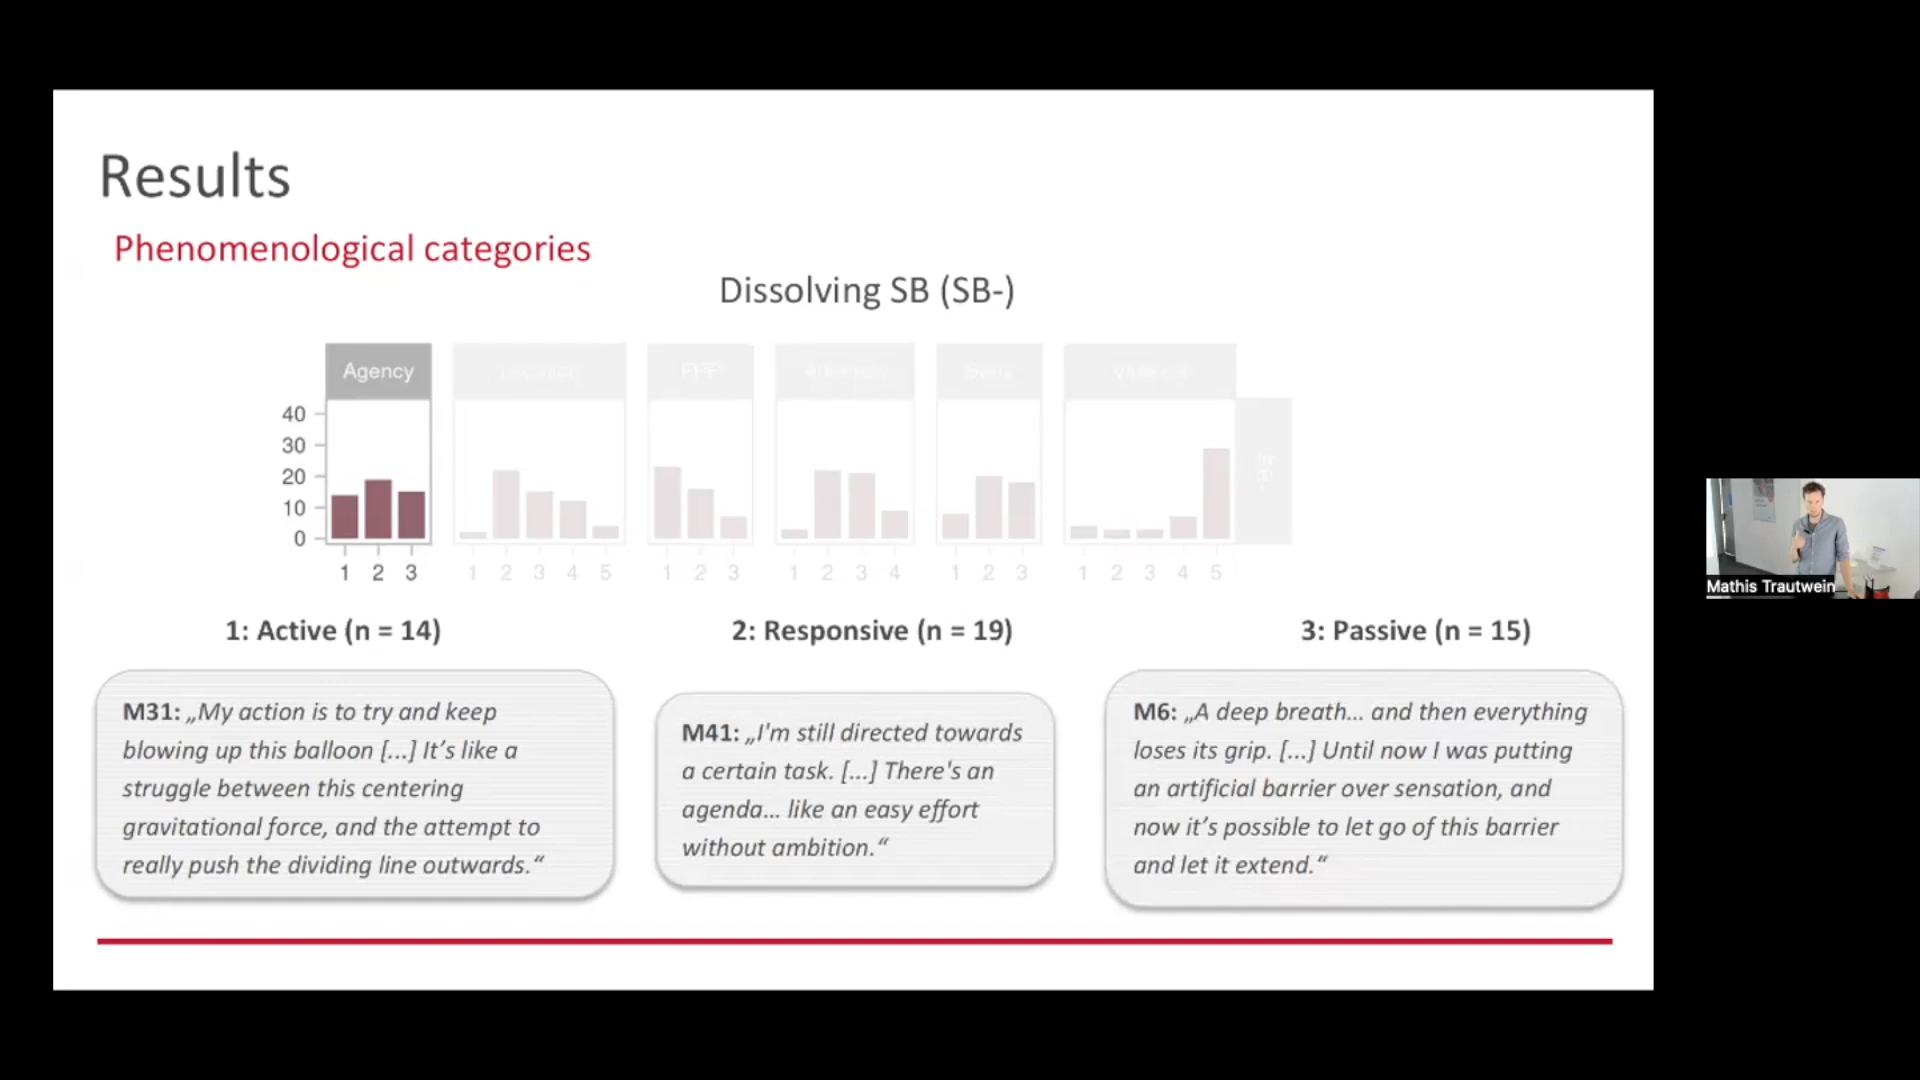 Results
Phenomenological categories
Dissolving SB (SB-)
Agency
40
30
20
10
0
1 2 3
1 2 3 4 5
1 2 3
1 2 3 4
1 2 3
1 2 3 4 5
1: Active (n = 14)
M31: „My action is to try and keep
blowing up this balloon [...] It’s like a
struggle between this centering
gravitational force, and the attempt to
really push the dividing line outwards.“
2: Responsive (n = 19)
M41: „I'm still directed towards
a certain task. [...] There's an
agenda... like an easy effort
without ambition.“
3: Passive (n = 15)
M6: „A deep breath... and then everything
loses its grip. [...] Until now I was putting
an artificial barrier over sensation, and
now it’s possible to let go of this barrier
and let it extend.“
Mathis Trautwein